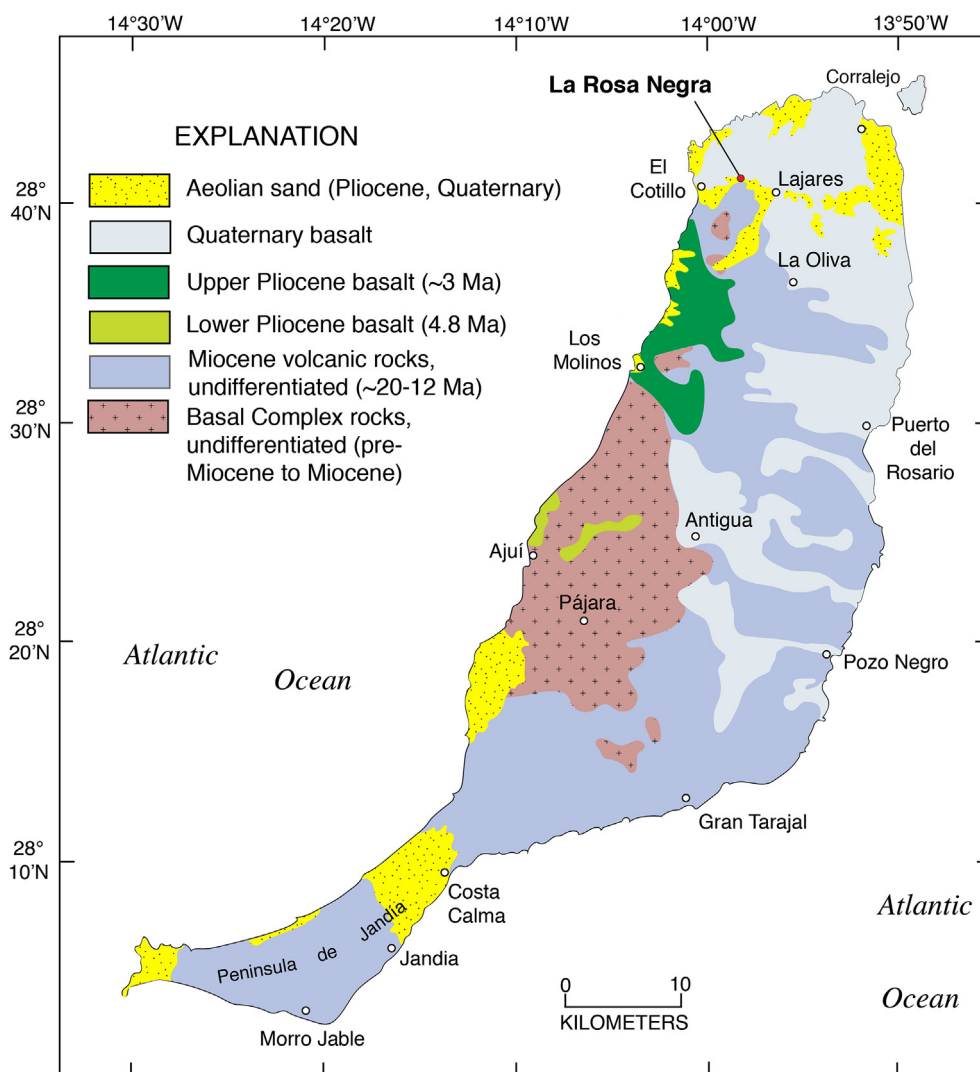 14°30'W
14°20'W
14°10'W
14°00'W
13°50'W
La Rosa Negra
Corralejo
EXPLANATION
Aeolian sand (Pliocene, Quaternary)
Quaternary basalt
Upper Pliocene basalt (~3 Ma)
Lower Pliocene basalt (4.8 Ma)
Miocene volcanic rocks,
undifferentiated (~20-12 Ma)
Basal Complex rocks,
undifferentiated (pre-
Miocene to Miocene)
28°
40'N
28°
30'N
28°
20'N
28°
10'N
El
Cotillo
Lajares
La Oliva
Los
Molinos
Puerto
del
Rosario
Antigua
Ajuí
Pájara
Pozo Negro
Atlantic
Ocean
Gran Tarajal
Costa
Calma
Peninsula de Jandía
Jandia
Morro Jable
0 10
KILOMETERS
Atlantic
Ocean